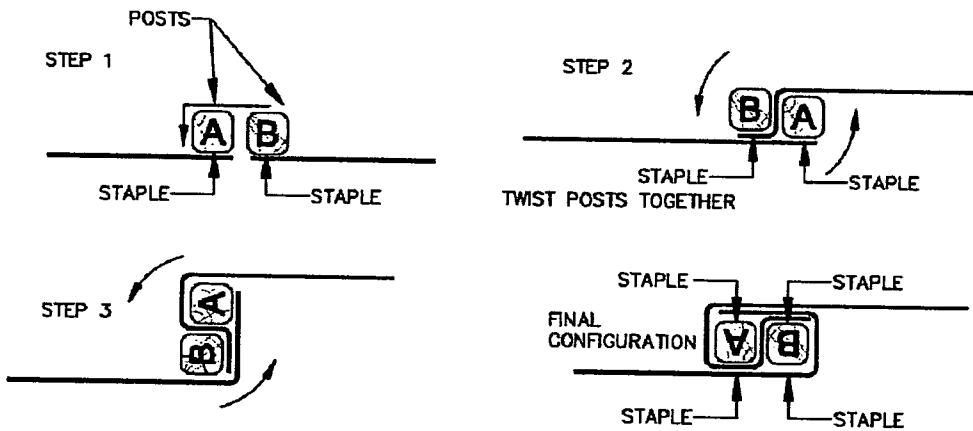 POSTS
STEP 1
A B
STAPLE STAPLE
STEP 2
B A
STAPLE STAPLE
TWIST POSTS TOGETHER
STEP 3
A
B
STAPLE STAPLE
FINAL
CONFIGURATION
A B
STAPLE STAPLE